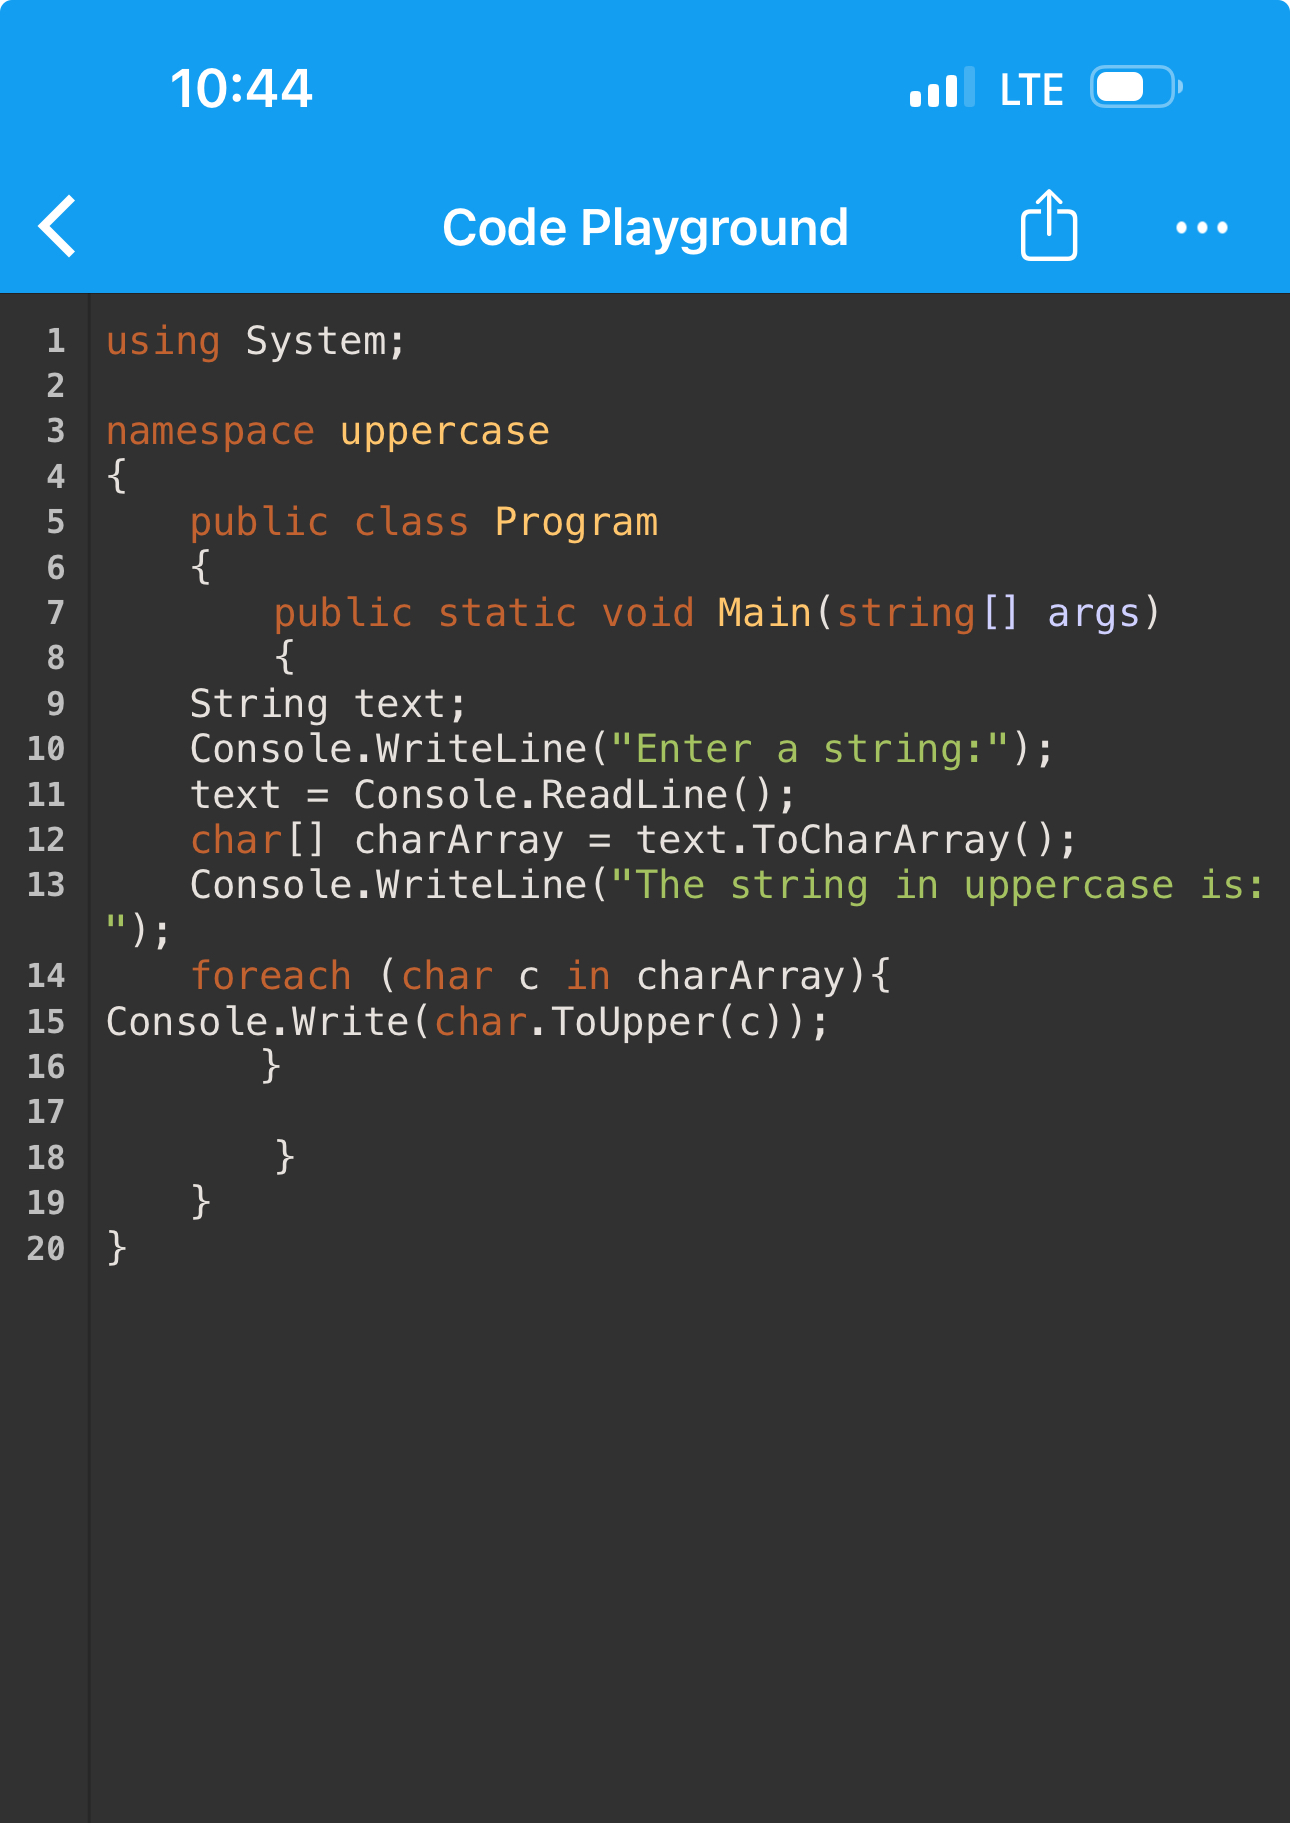 10:44 LTE
Code Playground
1 using System;
2
3 namespace uppercase
4 {
5     public class Program
6     {
7         public static void Main(string[] args)
8         {
9     String text;
10     Console.WriteLine("Enter a string:");
11     text = Console.ReadLine();
12     char[] charArray = text.ToCharArray();
13     Console.WriteLine("The string in uppercase is:
");
14     foreach (char c in charArray){
15 Console.Write(char.ToUpper(c));
16        }
17
18         }
19     }
20 }